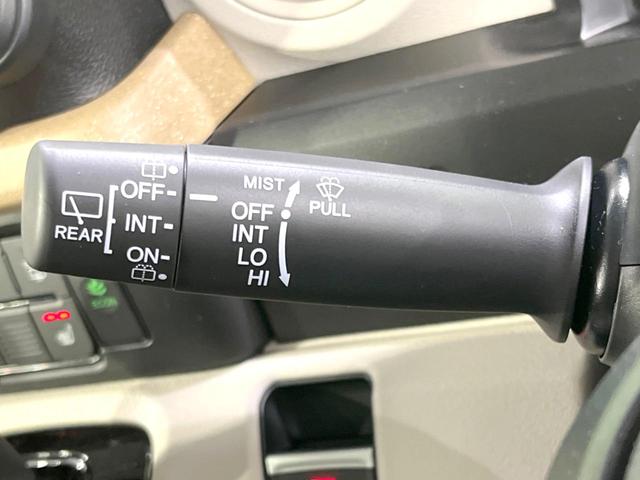 OFF
INT
ON
REAR
MIST
OFF
INT
LO
HI
PULL
ECON